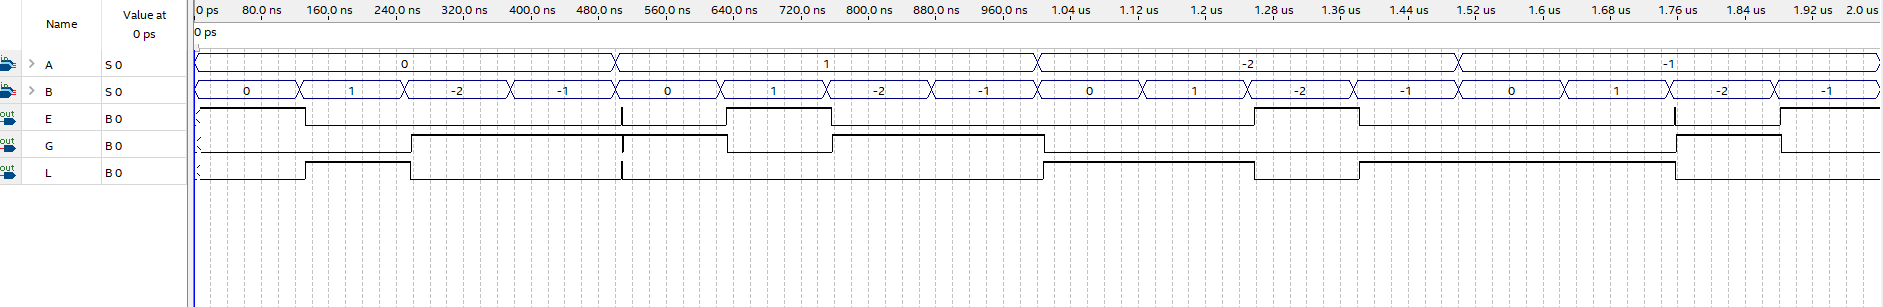 Name Value at 0 ps
0 ps 80.0 ns 160.0 ns 240.0 ns 320.0 ns 400.0 ns 480.0 ns 560.0 ns 640.0 ns 720.0 ns 800.0 ns 880.0 ns 960.0 ns 1.04 us 1.12 us 1.2 us 1.28 us 1.36 us 1.44 us 1.52 us 1.6 us 1.68 us 1.76 us 1.84 us 1.92 us 2.0 us
0 ps
in A S 0 0 1 -2 -1
in B S 0 0 1 -2 -1 0 1 -2 -1 0 1 -2 -1 0 1 -2 -1
out E B 0
out G B 0
out L B 0